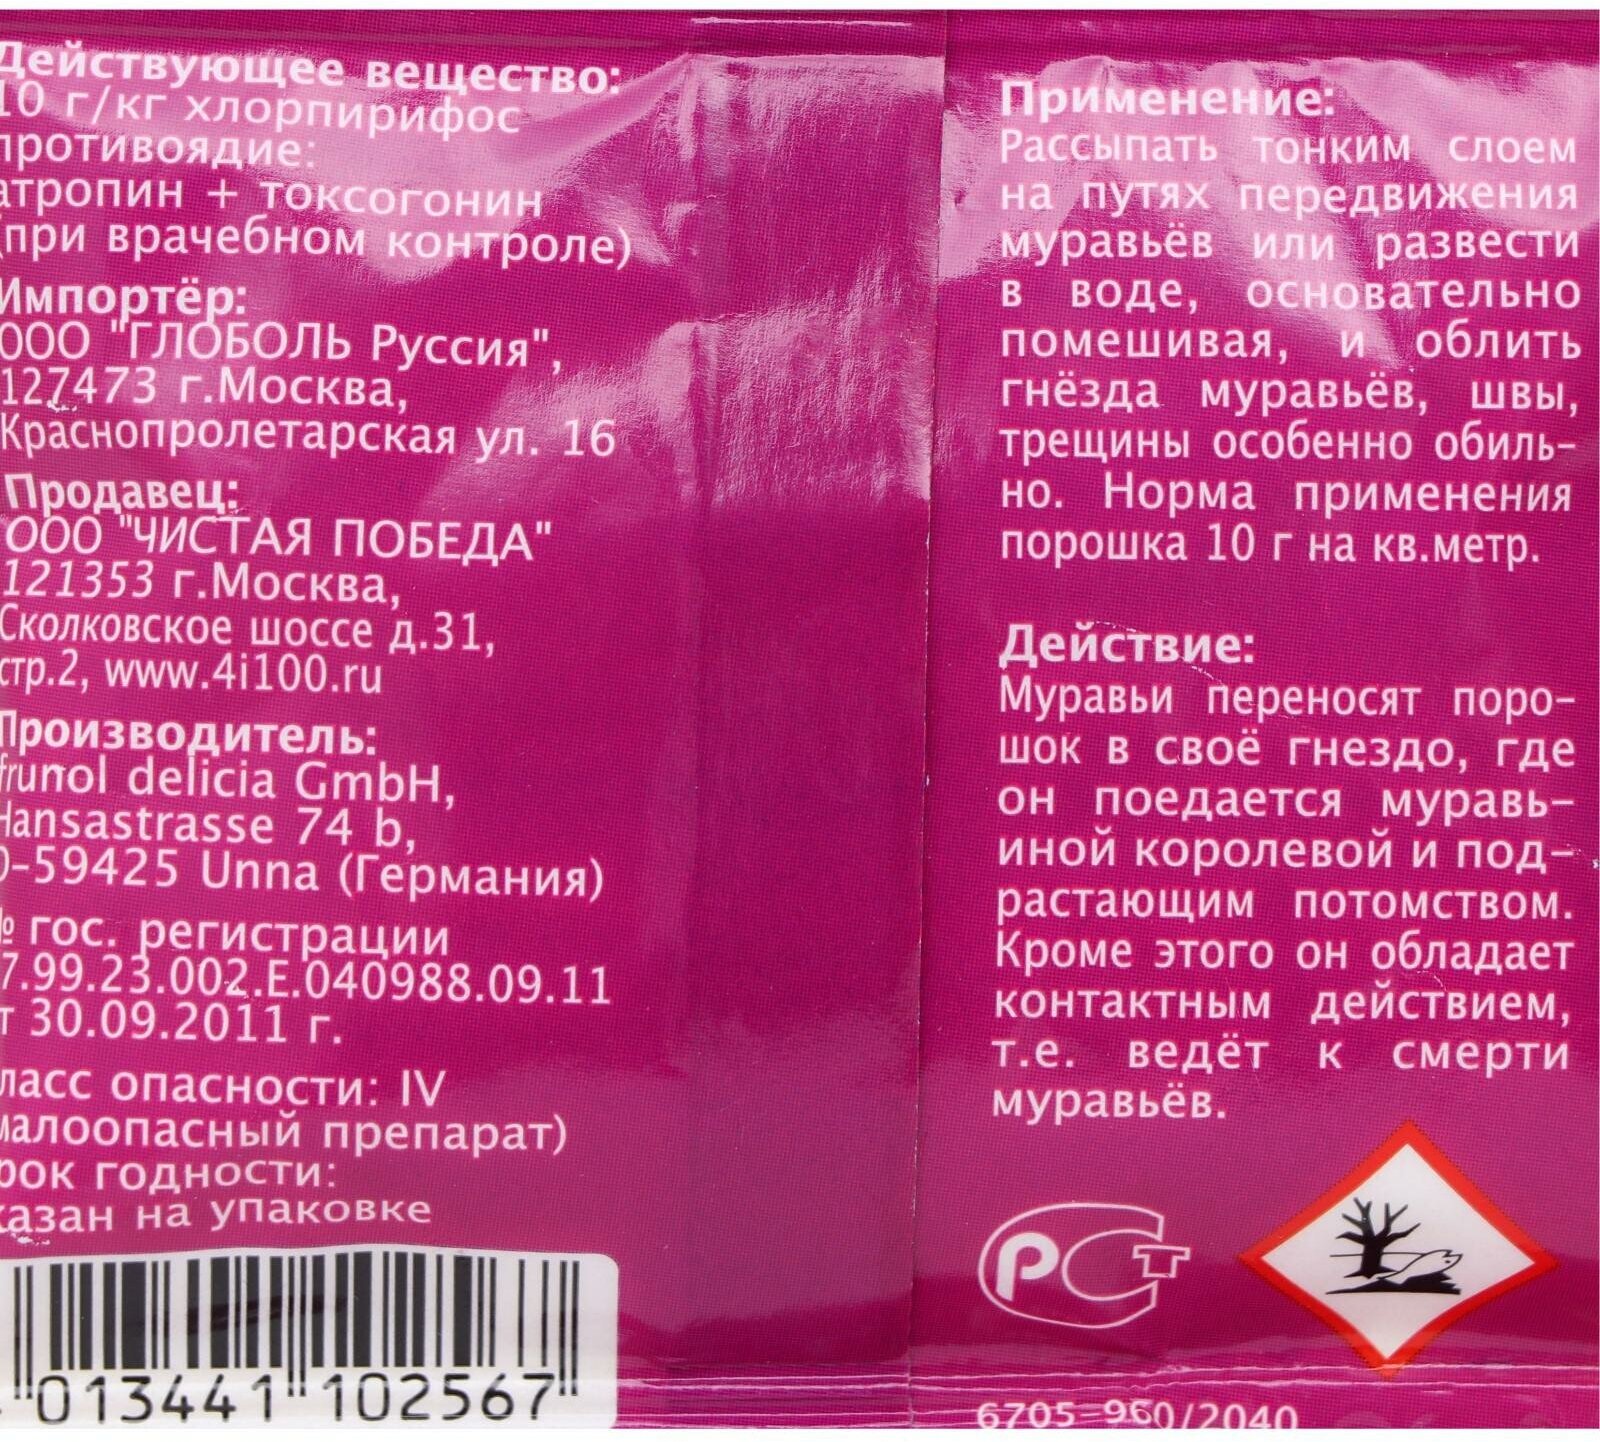 Действующее вещество:
10 г/кг хлорпирифос
противоядие:
атропин + токсогонин
(при врачебном контроле)
Импортёр:
ООО "ГЛОБОЛЬ Руссия",
127473 г.Москва,
Краснопролетарская ул. 16
Продавец:
ООО "ЧИСТАЯ ПОБЕДА"
121353 г.Москва,
Сколковское шоссе д.31,
стр.2, www.4i100.ru
Производитель:
frunol delicia GmbH,
Hansastrasse 74 b,
D-59425 Unna (Германия)
№ гос. регистрации
7.99.23.002.Е.040988.09.11
от 30.09.2011 г.
ласс опасности: IV
малоопасный препарат)
рок годности:
казан на упаковке
013441 102567
Применение:
Рассыпать тонким слоем
на путях передвижения
муравьёв или развести
в воде, основательно
помешивая, и облить
гнёзда муравьёв, швы,
трещины особенно обиль-
но. Норма применения
порошка 10 г на кв.метр.
Действие:
Муравьи переносят поро-
шок в своё гнездо, где
он поедается муравь-
иной королевой и под-
растающим потомством.
Кроме этого он обладает
контактным действием,
т.е. ведёт к смерти
муравьёв.
РСТ
6705-960/2040